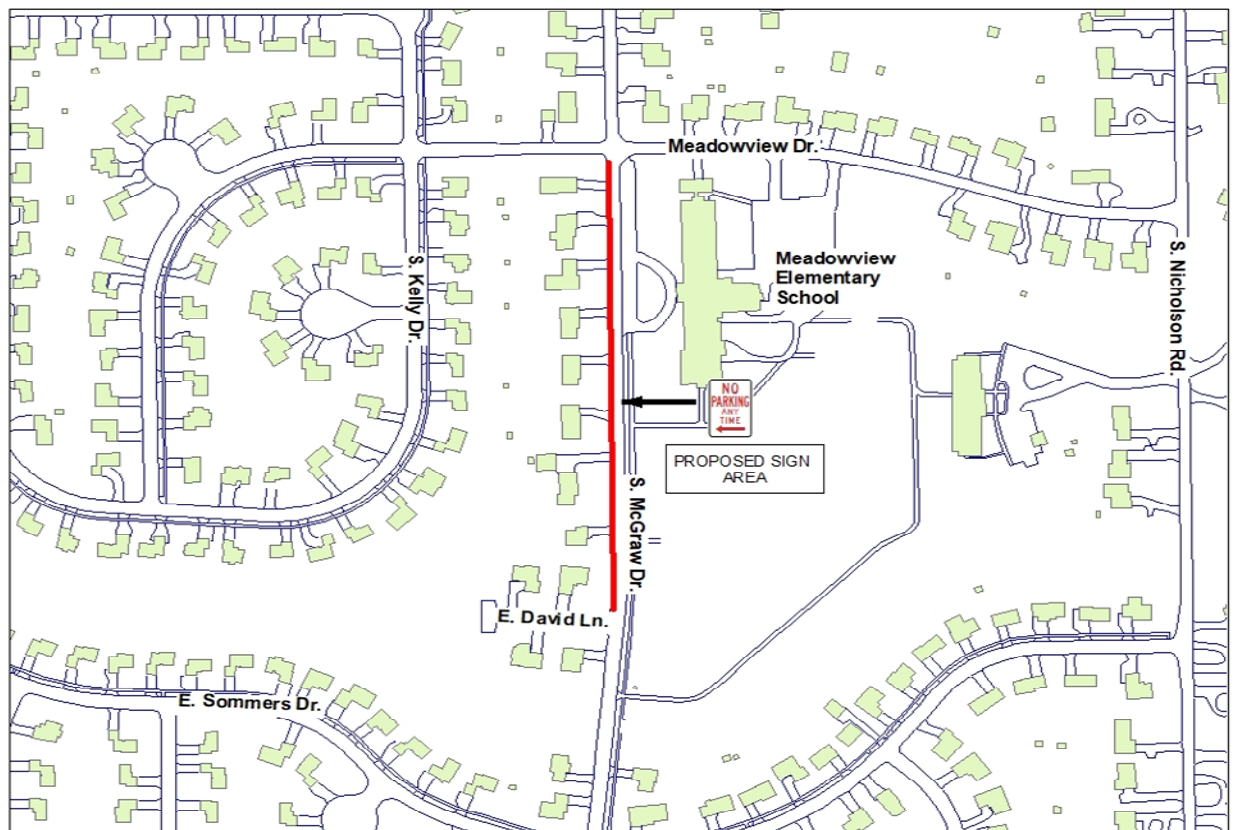 Meadowview Dr.
Meadowview
Elementary
School
S. Kelly Dr.
S. Nicholson Rd.
NO
PARKING
ANY
TIME
PROPOSED SIGN
AREA
S. McGraw Dr.
E. David Ln.
E. Sommers Dr.